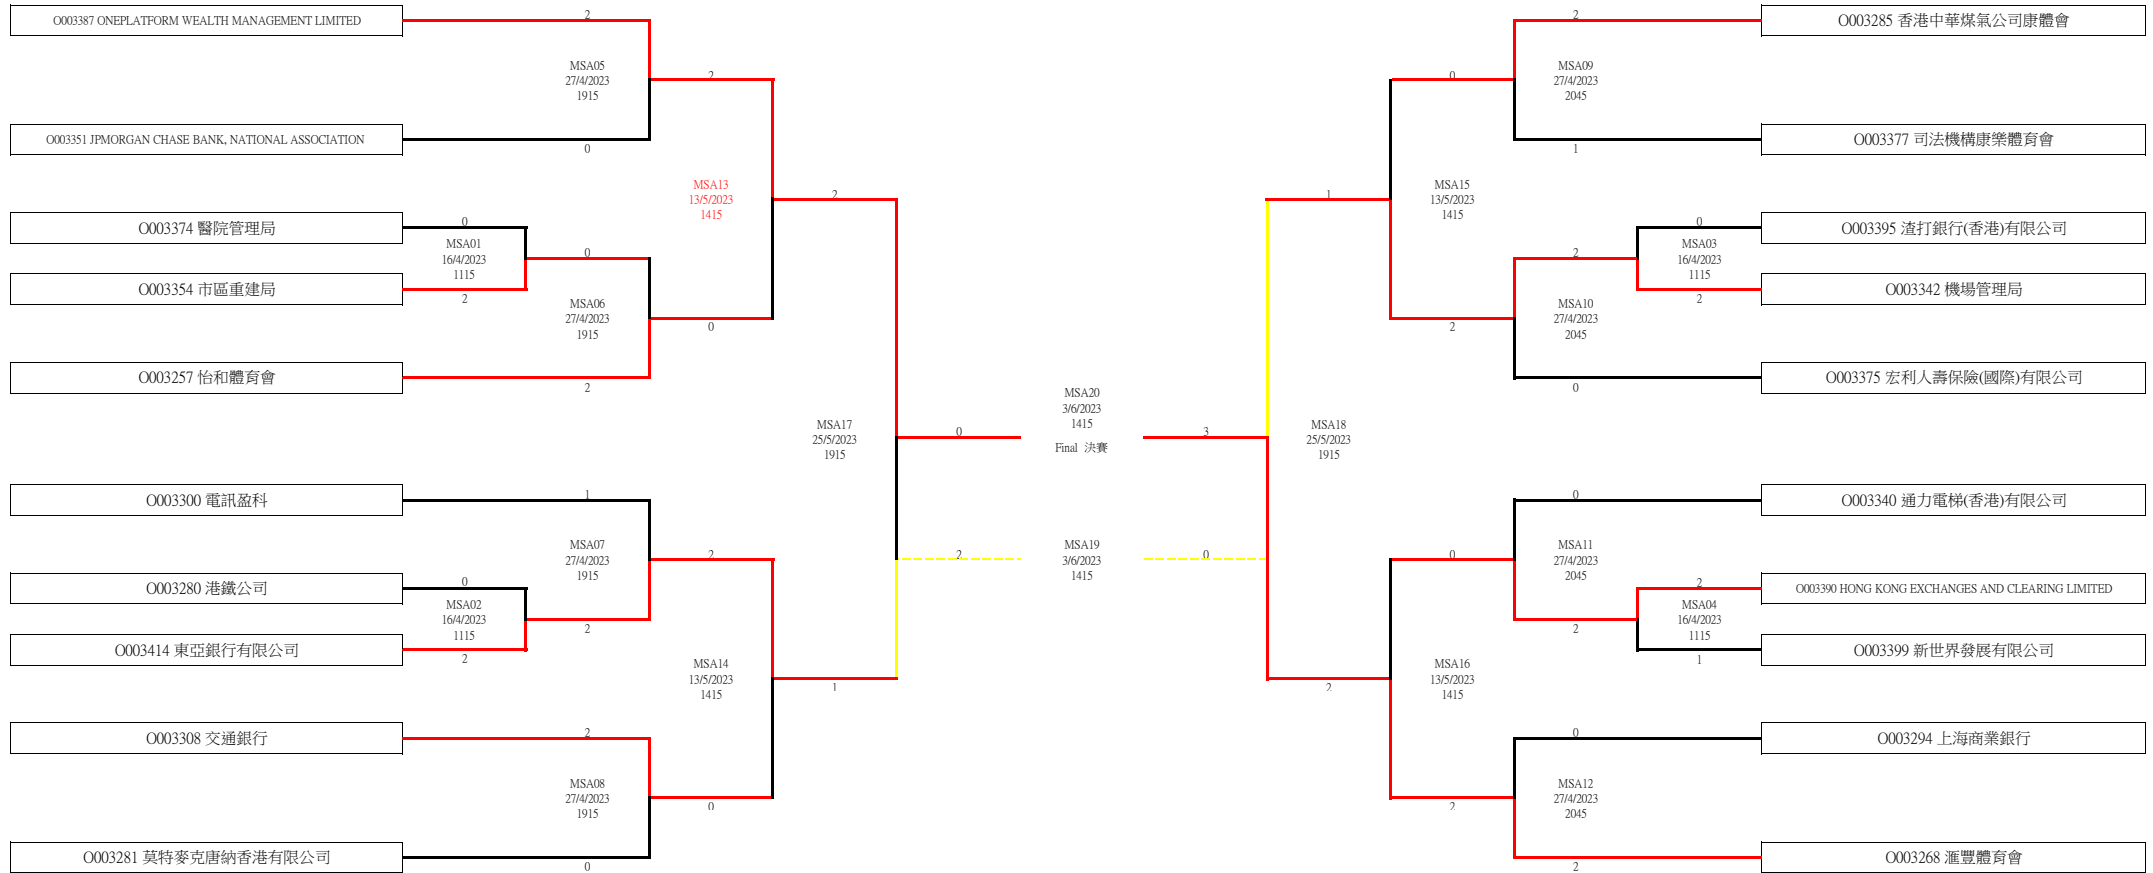 O003387 ONEPLATFORM WEALTH MANAGEMENT LIMITED
2
MSA05
27/4/2023
1915
2
O003351 JPMORGAN CHASE BANK, NATIONAL ASSOCIATION
0
MSA13
13/5/2023
1415
2
O003374 醫院管理局
0
MSA01
16/4/2023
1115
0
O003354 市區重建局
2
MSA06
27/4/2023
1915
0
O003257 怡和體育會
2
MSA17
25/5/2023
1915
0
O003300 電訊盈科
1
MSA07
27/4/2023
1915
2
O003280 港鐵公司
0
MSA02
16/4/2023
1115
2
O003414 東亞銀行有限公司
2
MSA14
13/5/2023
1415
1
O003308 交通銀行
2
MSA08
27/4/2023
1915
0
O003281 莫特麥克唐納香港有限公司
0
MSA20
3/6/2023
1415
Final 決賽
2
MSA19
3/6/2023
1415
0
2
O003285 香港中華煤氣公司康體會
0
MSA09
27/4/2023
2045
O003377 司法機構康樂體育會
1
1
MSA15
13/5/2023
1415
0
O003395 渣打銀行(香港)有限公司
2
MSA03
16/4/2023
1115
O003342 機場管理局
2
2
MSA10
27/4/2023
2045
O003375 宏利人壽保險(國際)有限公司
0
3
MSA18
25/5/2023
1915
0
O003340 通力電梯(香港)有限公司
0
MSA11
27/4/2023
2045
2
O003390 HONG KONG EXCHANGES AND CLEARING LIMITED
2
MSA04
16/4/2023
1115
O003399 新世界發展有限公司
1
2
MSA16
13/5/2023
1415
0
O003294 上海商業銀行
2
MSA12
27/4/2023
2045
O003268 滙豐體育會
2